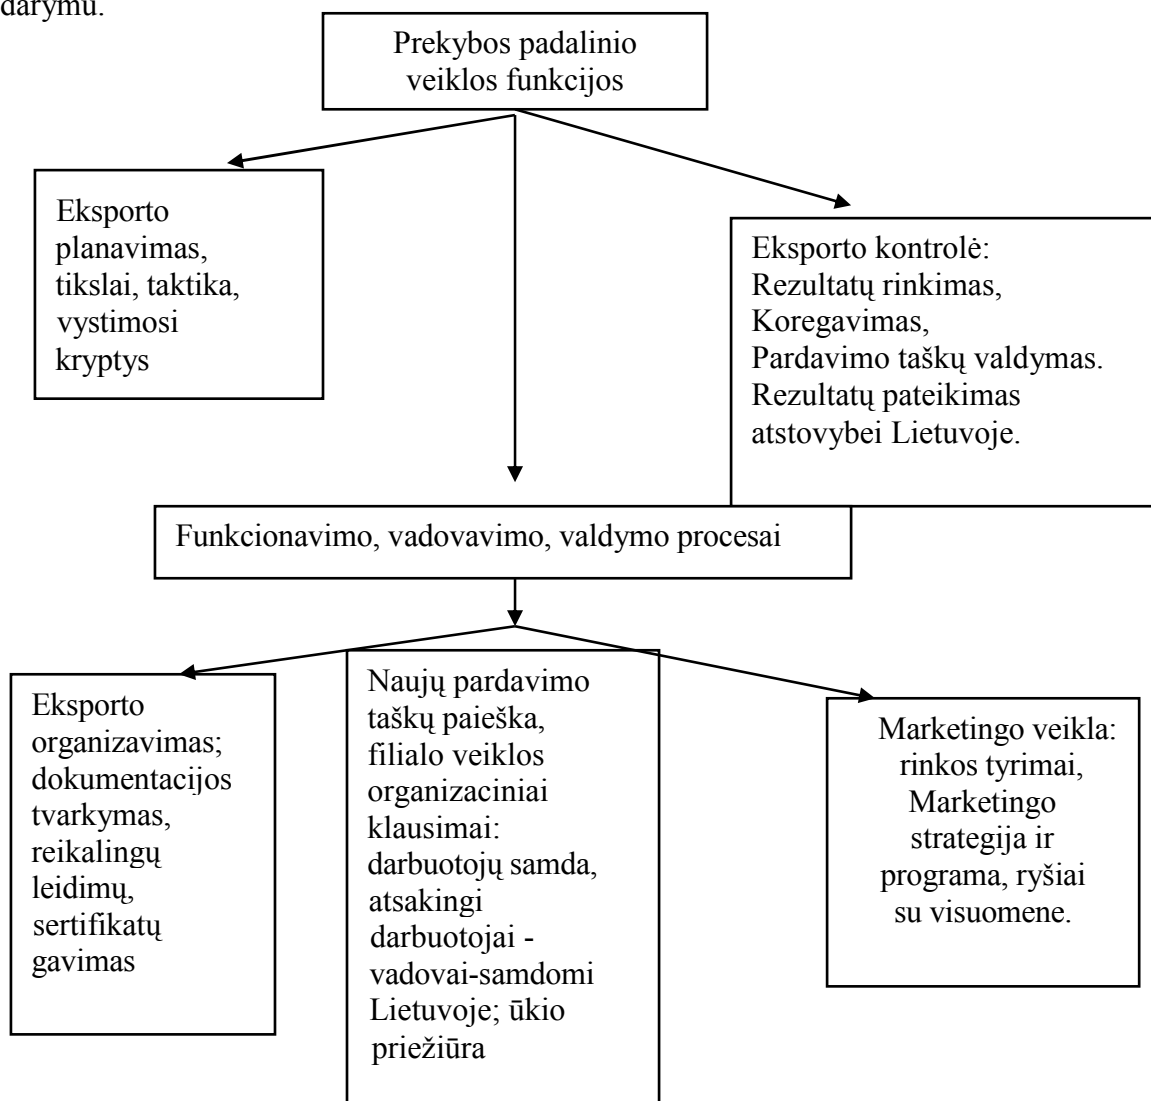 darymu.
Prekybos padalinio
veiklos funkcijos
Eksporto
planavimas,
tikslai, taktika,
vystimosi
kryptys
Eksporto kontrolė:
Rezultatų rinkimas,
Koregavimas,
Pardavimo taškų valdymas.
Rezultatų pateikimas
atstovybei Lietuvoje.
Funkcionavimo, vadovavimo, valdymo procesai
Eksporto
organizavimas;
dokumentacijos
tvarkymas,
reikalingų
leidimų,
sertifikatų
gavimas
Naujų pardavimo
taškų paieška,
filialo veiklos
organizaciniai
klausimai:
darbuotojų samda,
atsakingi
darbuotojai -
vadovai-samdomi
Lietuvoje; ūkio
priežiūra
Marketingo veikla:
rinkos tyrimai,
Marketingo
strategija ir
programa, ryšiai
su visuomene.